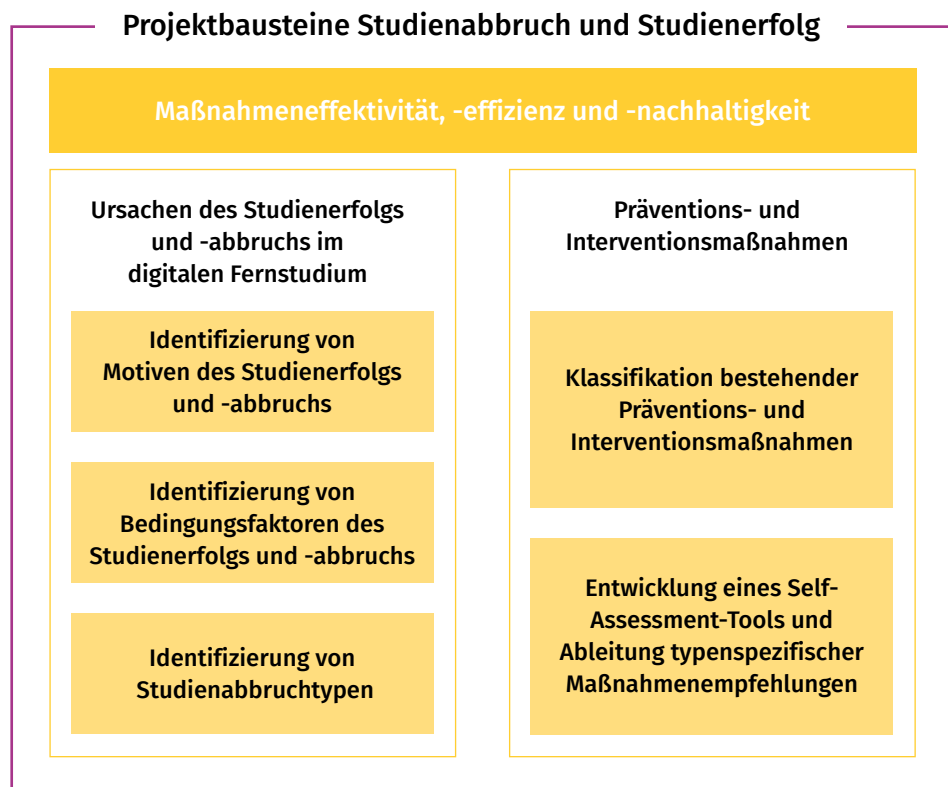 Projektbausteine Studienabbruch und Studienerfolg
Maßnahmeneffektivität, -effizienz und -nachhaltigkeit
Ursachen des Studienerfolgs
und -abbruchs im
digitalen Fernstudium
Identifizierung von
Motiven des Studienerfolgs
und -abbruchs
Identifizierung von
Bedingungsfaktoren des
Studienerfolgs und -abbruchs
Identifizierung von
Studienabbruchtypen
Präventions- und
Interventionsmaßnahmen
Klassifikation bestehender
Präventions- und
Interventionsmaßnahmen
Entwicklung eines Self-
Assessment-Tools und
Ableitung typenspezifischer
Maßnahmenempfehlungen